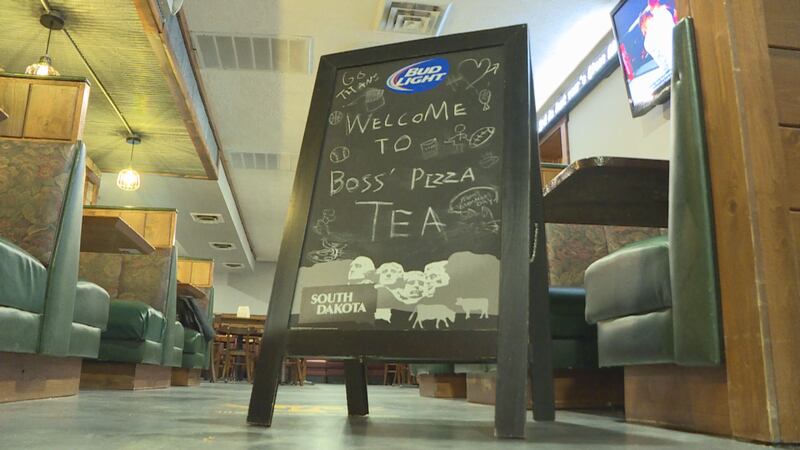 GO
TITANS
BUD
LIGHT
WELCOME
TO
BOSS' PIZZA
TEA
SOUTH
DAKOTA